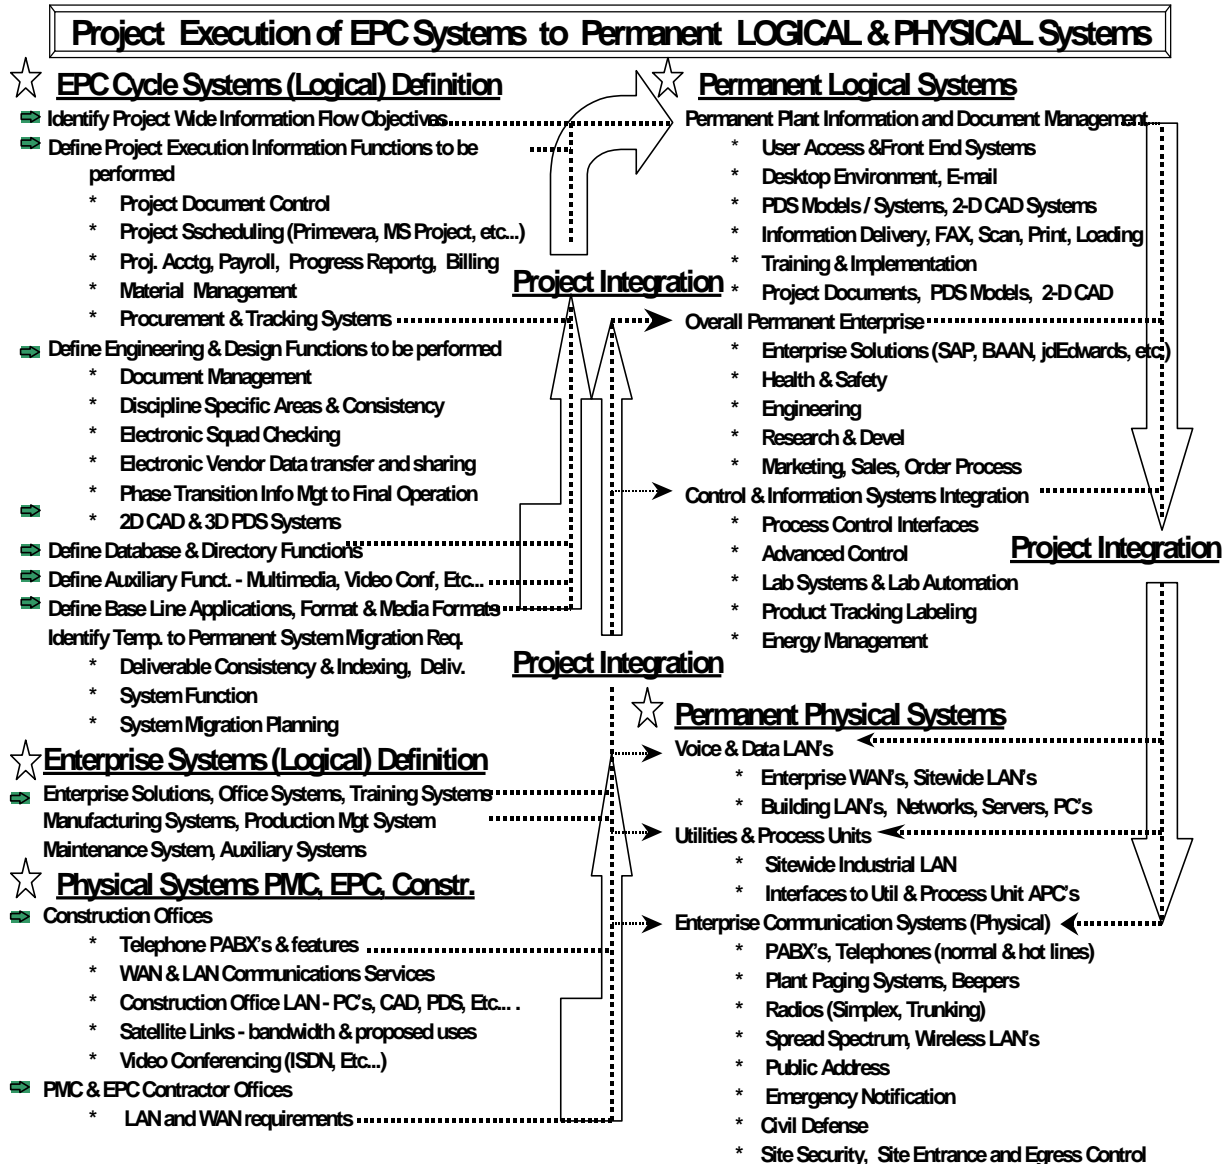 Project Execution of EPC Systems to Permanent LOGICAL & PHYSICAL Systems
EPC Cycle Systems (Logical) Definition
Identify Project Wide Information Flow Objectives
Define Project Execution Information Functions to be
performed
* Project Document Control
* Project Sscheduling (Primevera, MS Project, etc...)
* Proj. Acctg, Payroll, Progress Reportg, Billing
* Material Management
* Procurement & Tracking Systems
Define Engineering & Design Functions to be performed
* Document Management
* Discipline Specific Areas & Consistency
* Electronic Squad Checking
* Electronic Vendor Data transfer and sharing
* Phase Transition Info Mgt to Final Operation
* 2D CAD & 3D PDS Systems
Define Database & Directory Functions
Define Auxiliary Funct. - Multimedia, Video Conf, Etc...
Define Base Line Applications, Format & Media Formats
Identify Temp. to Permanent System Migration Req.
* Deliverable Consistency & Indexing, Deliv.
* System Function
* System Migration Planning
Enterprise Systems (Logical) Definition
Enterprise Solutions, Office Systems, Training Systems
Manufacturing Systems, Production Mgt System
Maintenance System, Auxiliary Systems
Physical Systems PMC, EPC, Constr.
Construction Offices
* Telephone PABX's & features
* WAN & LAN Communications Services
* Construction Office LAN - PC's, CAD, PDS, Etc... .
* Satellite Links - bandwidth & proposed uses
* Video Conferencing (ISDN, Etc...)
PMC & EPC Contractor Offices
* LAN and WAN requirements
Project Integration
Project Integration
Permanent Logical Systems
Permanent Plant Information and Document Management
* User Access &Front End Systems
* Desktop Environment, E-mail
* PDS Models / Systems, 2-D CAD Systems
* Information Delivery, FAX, Scan, Print, Loading
* Training & Implementation
* Project Documents, PDS Models, 2-D CAD
Overall Permanent Enterprise
* Enterprise Solutions (SAP, BAAN, jdEdwards, etc.)
* Health & Safety
* Engineering
* Research & Devel
* Marketing, Sales, Order Process
Control & Information Systems Integration
* Process Control Interfaces
* Advanced Control
* Lab Systems & Lab Automation
* Product Tracking Labeling
* Energy Management
Project Integration
Permanent Physical Systems
Voice & Data LAN's
* Enterprise WAN's, Sitewide LAN's
* Building LAN's, Networks, Servers, PC's
Utilities & Process Units
* Sitewide Industrial LAN
* Interfaces to Util & Process Unit APC's
Enterprise Communication Systems (Physical)
* PABX's, Telephones (normal & hot lines)
* Plant Paging Systems, Beepers
* Radios (Simplex, Trunking)
* Spread Spectrum, Wireless LAN's
* Public Address
* Emergency Notification
* Civil Defense
* Site Security, Site Entrance and Egress Control